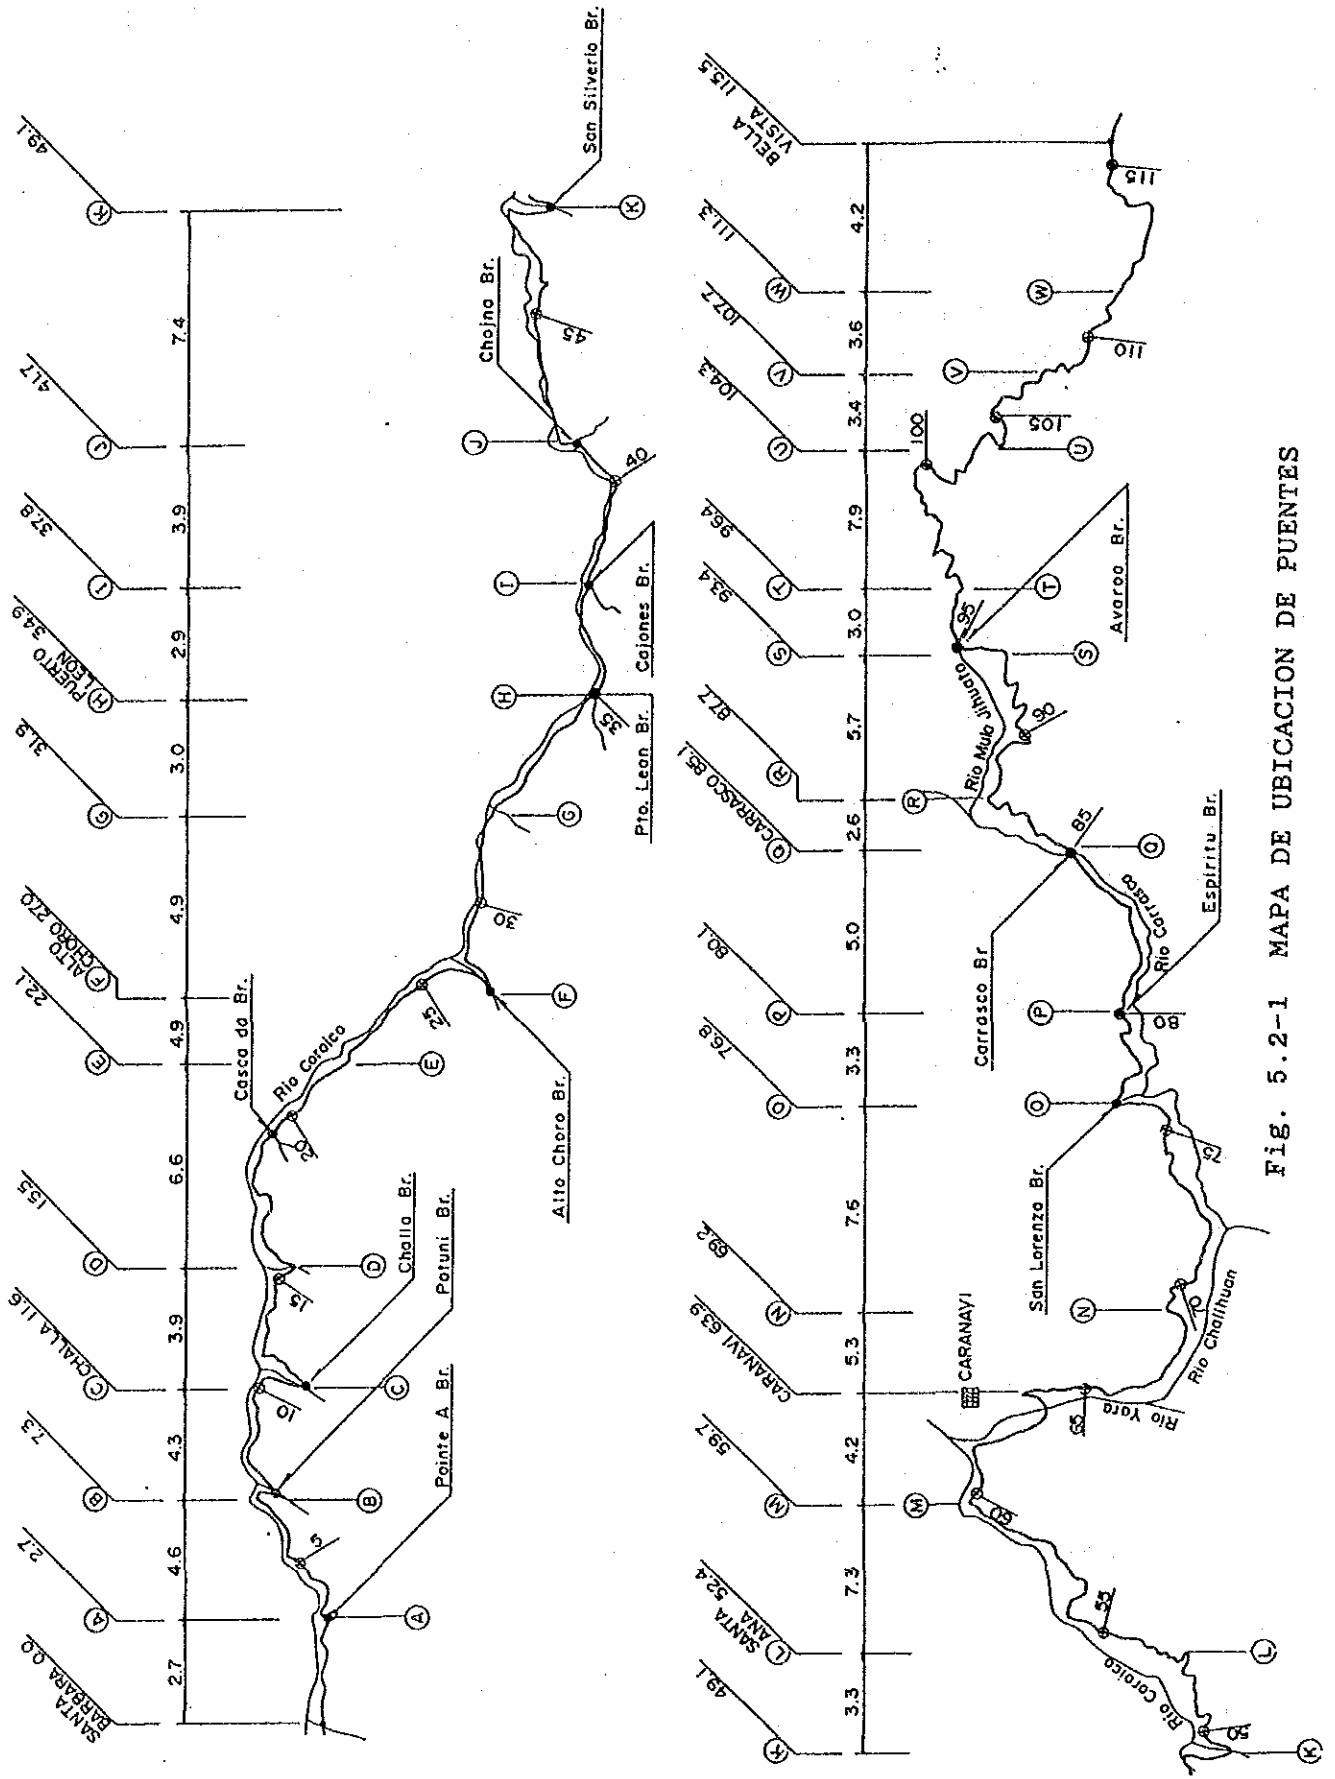 SANTA
BARBARA 0.0
A 2.7
B 7.3
C CHALLA 11.6
D 15.5
E 22.1
F ALTO
CHORO 27.0
G 31.9
H PUERTO
LEON 34.9
I 37.8
J 41.7
K 49.1
2.7
4.6
4.3
3.9
6.6
4.9
4.9
3.0
2.9
3.9
7.4
Casca da Br.
Rio Coroico
Chojna Br.
San Silverio Br.
5
10
15
20
25
30
35
40
45
A
B
C
D
E
F
G
H
I
J
K
Pointe A Br.
Potuni Br.
Challa Br.
Alto Choro Br.
Pto. Leon Br.
Cajones Br.
K 49.1
L SANTA
ANA 52.4
M 59.7
CARANAVI 63.9
N 69.2
O 76.8
P 80.1
Q CARRASCO 85.1
R 87.7
S 93.4
T 96.4
U 104.3
V 107.7
W 111.3
BELLA
VISTA 115.5
3.3
7.3
4.2
5.3
7.6
3.3
5.0
2.6
5.7
3.0
7.9
3.4
3.6
4.2
CARANAVI
Rio Coroico
Rio Yara
Rio Challhuan
San Lorenza Br.
Carrasco Br
Rio Carrasco
Espiritu Br.
Rio Mula Jihuato
Avaroa Br.
50
55
60
65
70
75
80
85
90
95
100
105
110
115
K
L
M
N
O
P
Q
R
S
T
U
V
W
Fig. 5.2-1 MAPA DE UBICACION DE PUENTES